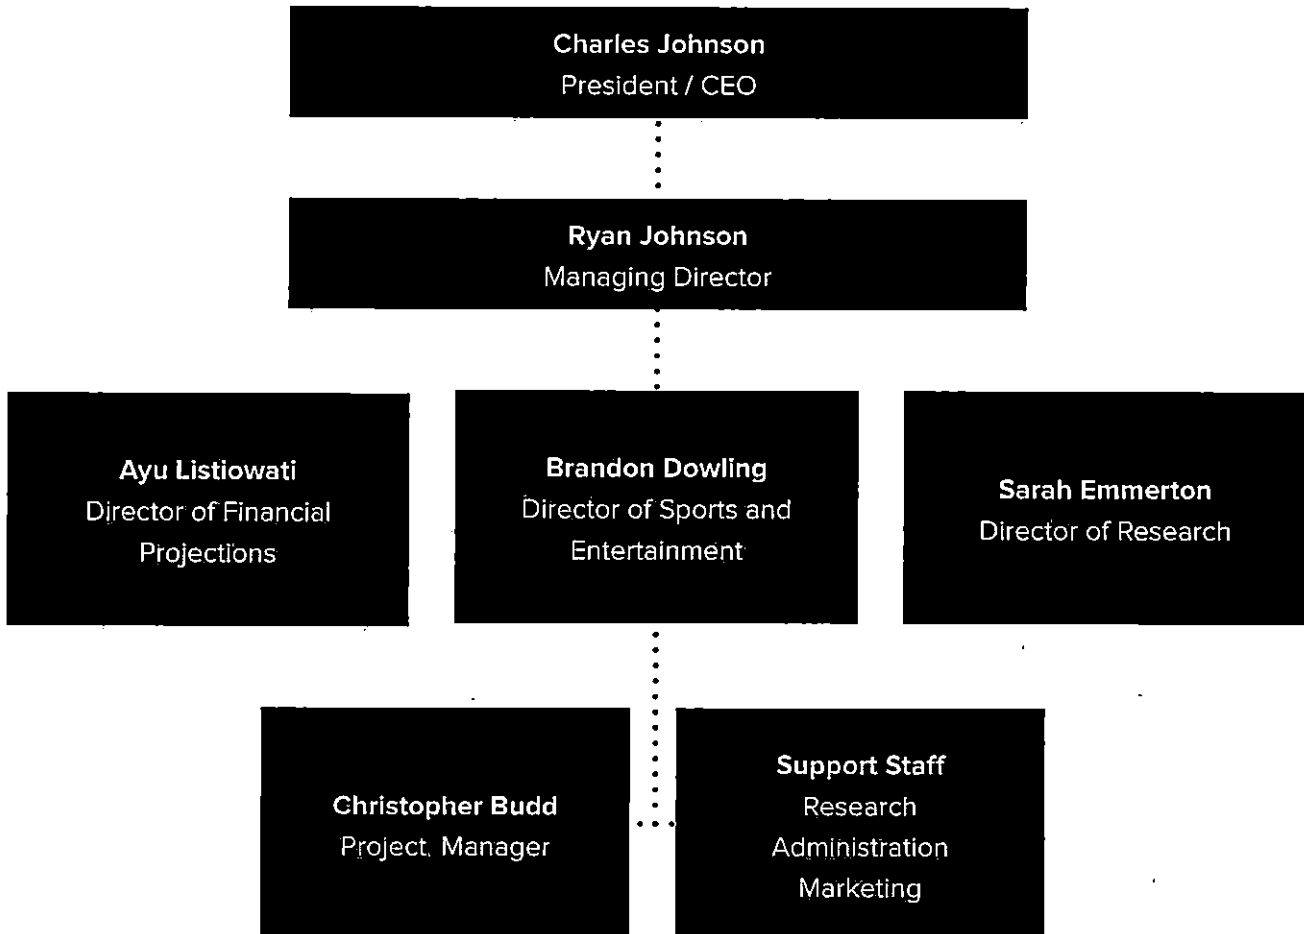 Charles Johnson
President / CEO
Ryan Johnson
Managing Director
Ayu Listiowati
Director of Financial
Projections
Brandon Dowling
Director of Sports and
Entertainment
Sarah Emmerton
Director of Research
Christopher Budd
Project Manager
Support Staff
Research
Administration
Marketing